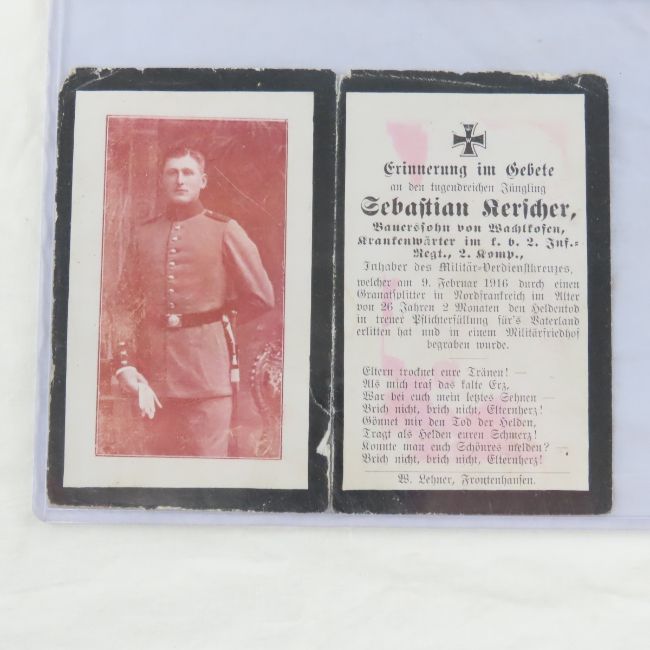 Erinnerung im Gebete
an den tugendreichen Jüngling
Sebastian Kerscher,
Bauerssohn von Wachlkofen,
Krankenwärter im k. b. 2. Inf.-
Regt., 2. Komp.,
Inhaber des Militär-Verdienstkreuzes,
welcher am 9. Februar 1916 durch einen
Granatsplitter in Nordfrankreich im Alter
von 26 Jahren 2 Monaten den Heldentod
in treuer Pflichterfüllung für's Vaterland
erlitten hat und in einem Militärfriedhof
begraben wurde.
Eltern trocknet eure Tränen! —
Als mich traf das kalte Erz,
War bei euch mein letztes Sehnen —
Brich nicht, brich nicht, Elternherz!
Gönnet mir den Tod der Helden,
Tragt als Helden euren Schmerz! —
Konnte man euch Schönres melden? —
Brich nicht, brich nicht, Elternherz!
W. Lehner, Frontenhausen.